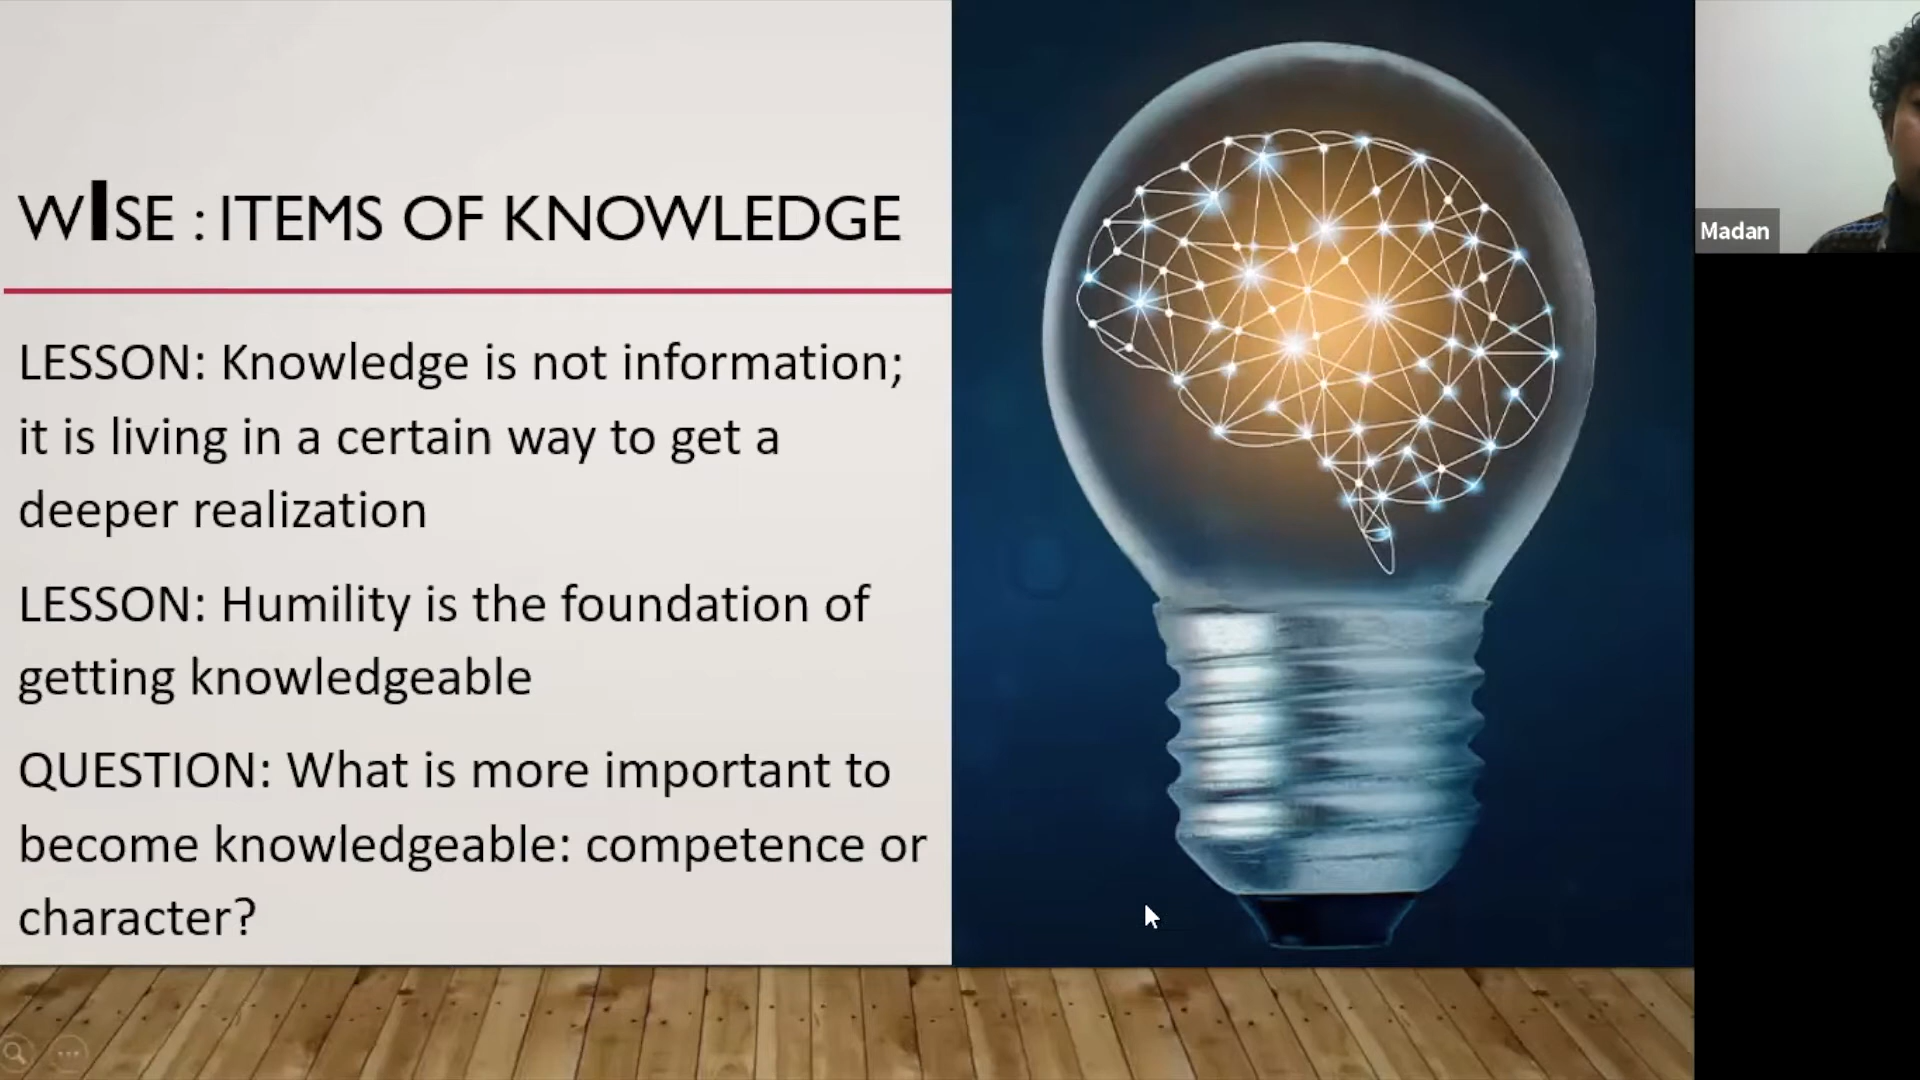 WISE : ITEMS OF KNOWLEDGE
LESSON: Knowledge is not information;
it is living in a certain way to get a
deeper realization
LESSON: Humility is the foundation of
getting knowledgeable
QUESTION: What is more important to
become knowledgeable: competence or
character?
Madan